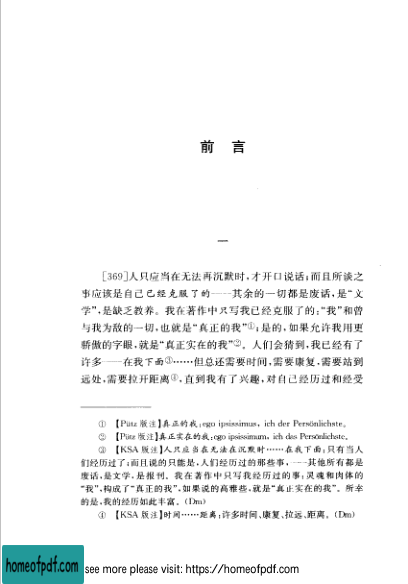 前 言
一
[369]人只应当在无法再沉默时,才开口说话;而且所谈之
事应该是自己已经克服了的——其余的一切都是废话,是“文
学”,是缺乏教养。我在著作中只写我已经克服了的;“我”和曾
与我为敌的一切,也就是“真正的我”①;是的,如果允许我用更
骄傲的字眼,就是“真正实在的我”②。人们会猜到,我已经有了
许多——在我下面③……但总还需要时间,需要康复,需要站到
远处,需要拉开距离④,直到我有了兴趣,对自己经历过和经受
① 【Pütz 版注】真正的我:ego ipsissimus, ich der Persönlichste。
② 【Pütz 版注】真正实在的我:ego ipsissimum, ich das Persönlichste。
③ 【KSA 版注】人只应当在无法在沉默时……在我下面:只有当人
们经历过了;而且说的只能是,人们经历过的那些事,——其他所有都是
废话,是文学,是报刊。我在著作中只写我经历过的事;灵魂和肉体的
“我”,构成了“真正的我”,如果说的高雅些,就是“真正实在的我”。所幸
的是,我的经历如此丰富。(Dm)
④ 【KSA 版注】时间……距离:许多时间、康复、拉远、距离。(Dm)
homeofpdf.com
see more please visit: https://homeofpdf.com